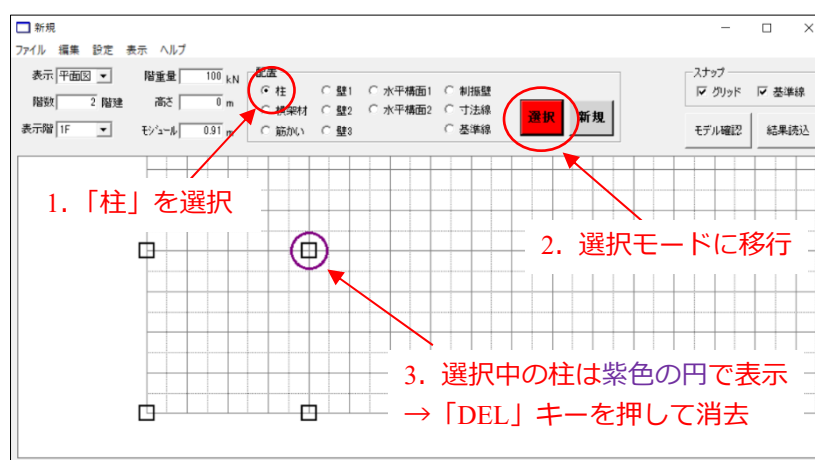 新規
ファイル 編集 設定 表示 ヘルプ
表示 平面図 階重量 100 kN 配置 スナップ
柱 壁1 水平構面1 制振壁 グリッド 基準線
階数 2 階建 高さ 0 m 横架材 壁2 水平構面2 寸法線 選択 新規
表示階 1F モジュール 0.91 m 筋かい 壁3 基準線 モデル確認 結果読込
1. 「柱」を選択
2. 選択モードに移行
3. 選択中の柱は紫色の円で表示
→「DEL」キーを押して消去